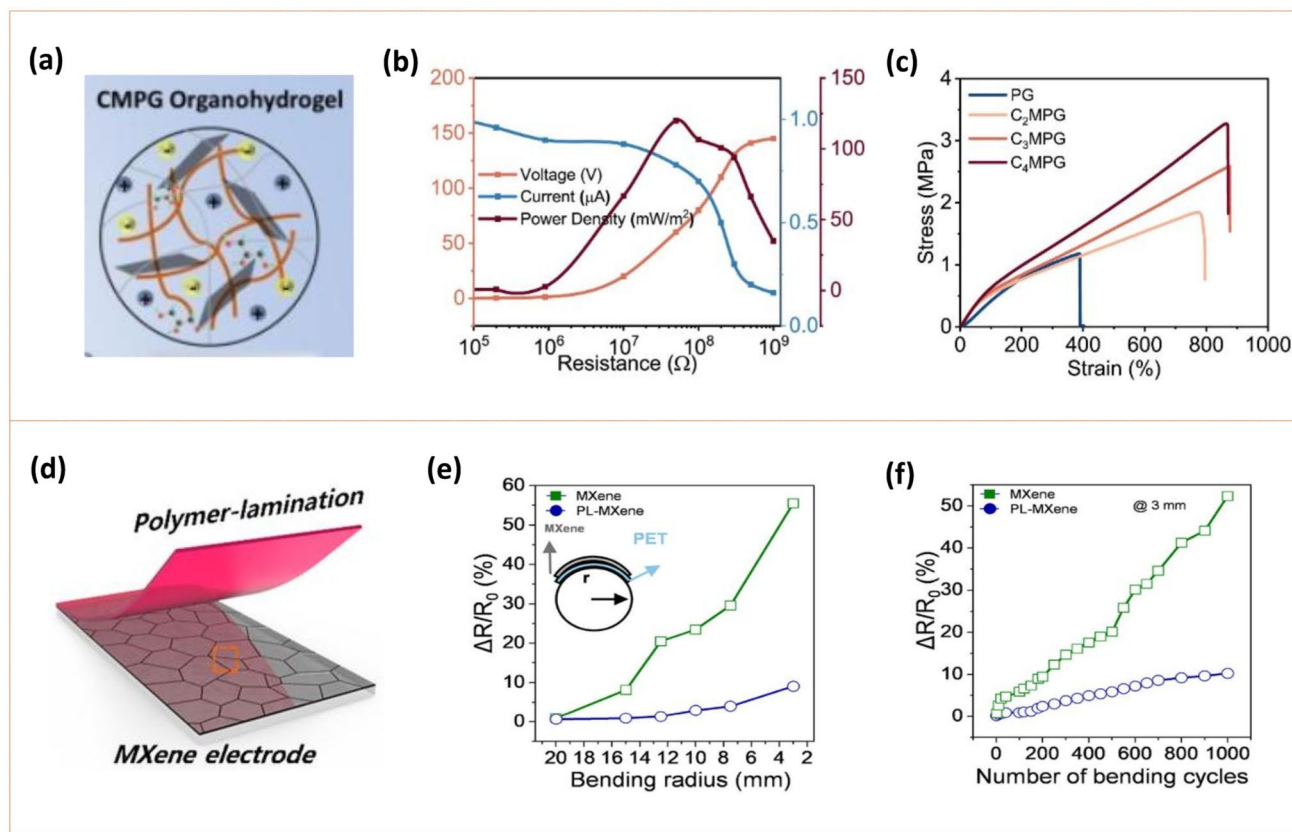 (a)
CMPG Organohydrogel
(b)
200
150
100
50
0
Voltage (V)
Current (μA)
Power Density (mW/m²)
1.0
0.5
0.0
150
100
50
0
10⁵
10⁶
10⁷
10⁸
10⁹
Resistance (Ω)
(c)
Stress (MPa)
4
3
2
1
0
PG
C₂MPG
C₃MPG
C₄MPG
0
200
400
600
800
1000
Strain (%)
(d)
Polymer-lamination
MXene electrode
(e)
ΔR/R₀ (%)
60
50
40
30
20
10
0
MXene
PL-MXene
MXene
PET
r
20 18 16 14 12 10 8 6 4 2
Bending radius (mm)
(f)
ΔR/R₀ (%)
50
40
30
20
10
0
MXene
PL-MXene
@ 3 mm
0
200
400
600
800
1000
Number of bending cycles